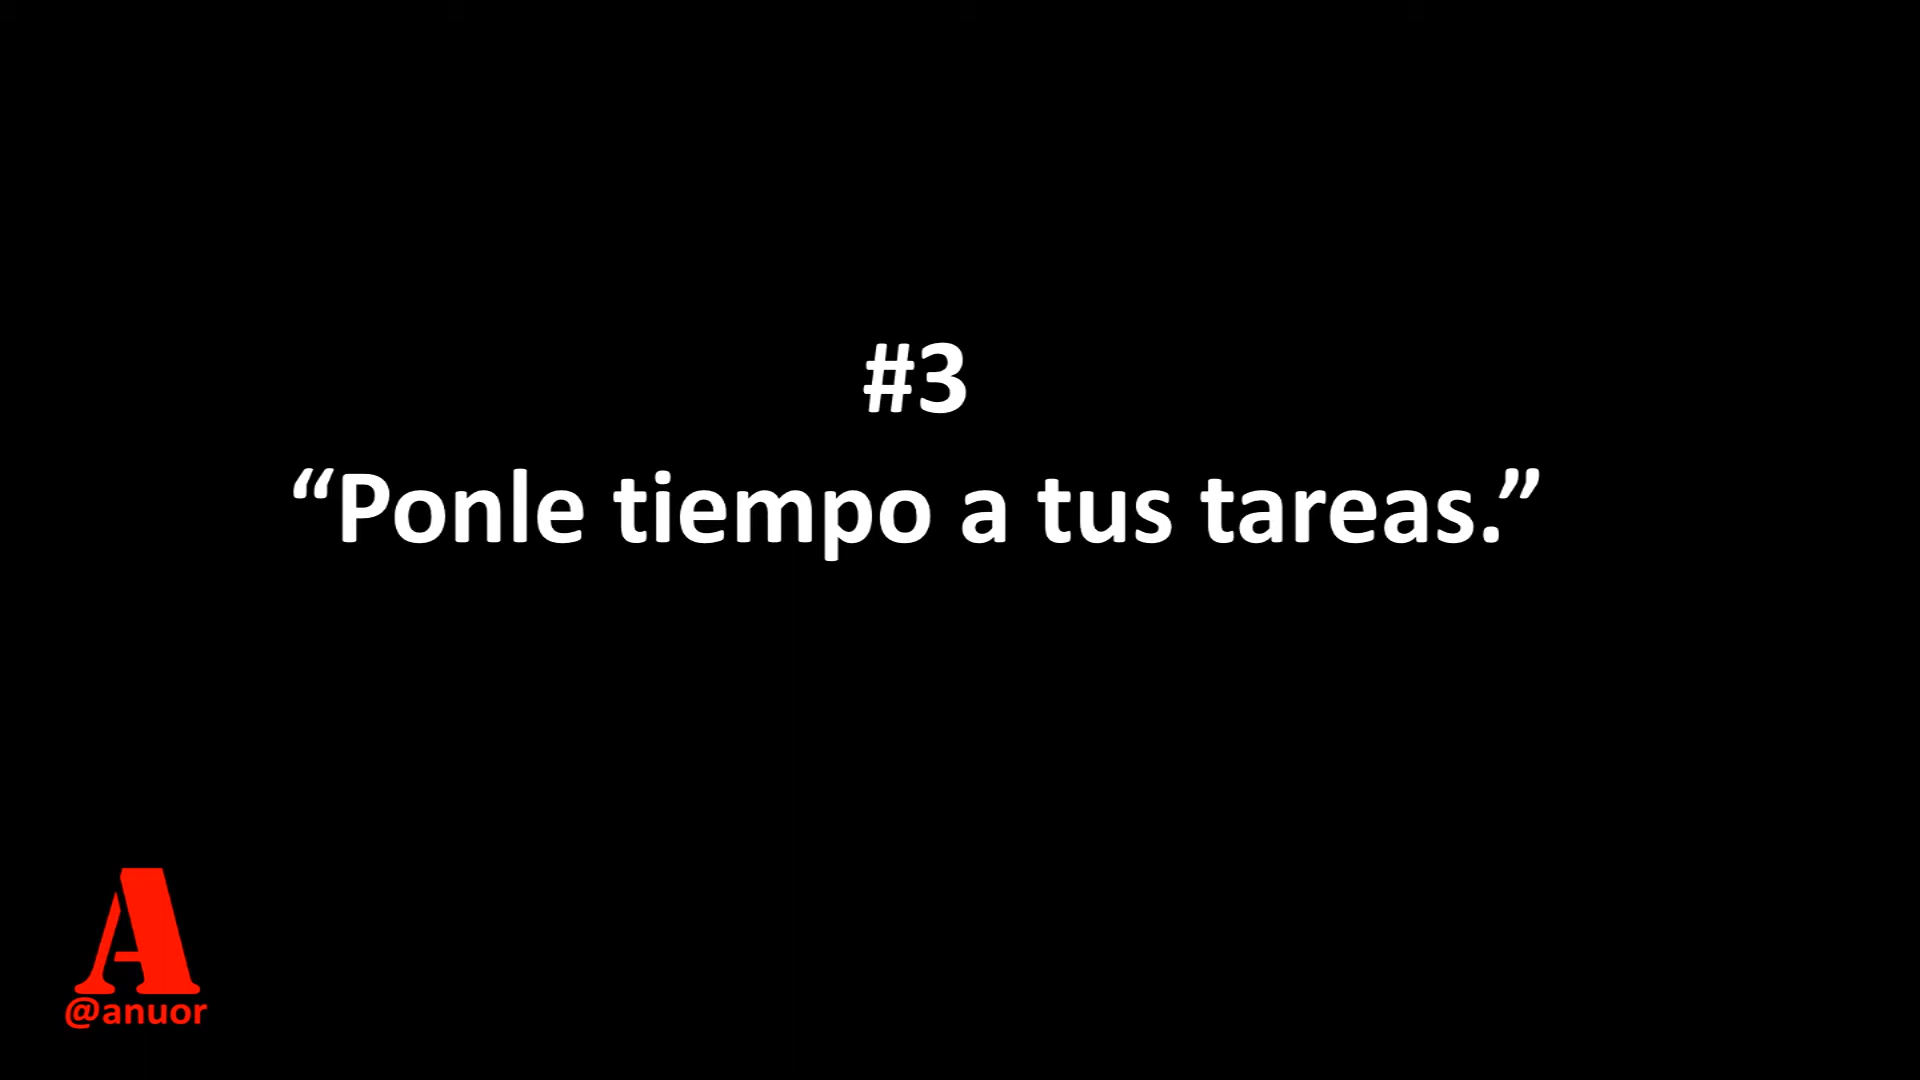 #3
“Ponle tiempo a tus tareas.”
A
@anuor